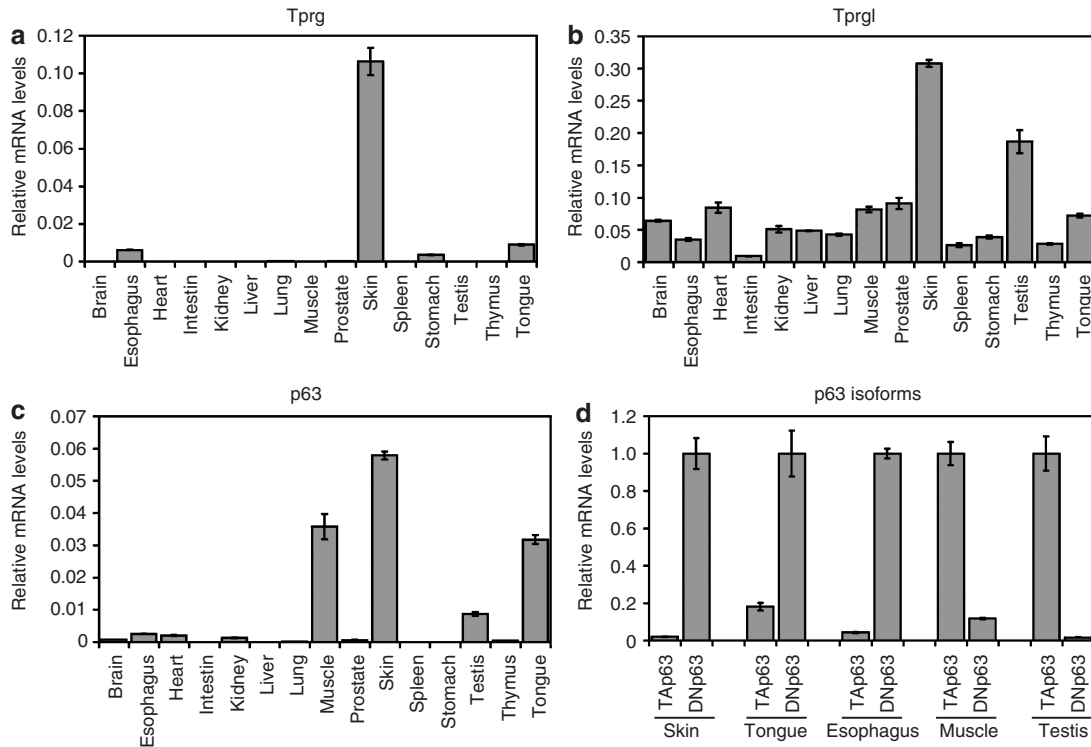 a
Tprg
Relative mRNA levels
0.12
0.10
0.08
0.06
0.04
0.02
0
Brain
Esophagus
Heart
Intestin
Kidney
Liver
Lung
Muscle
Prostate
Skin
Spleen
Stomach
Testis
Thymus
Tongue
b
Tprgl
Relative mRNA levels
0.35
0.30
0.25
0.20
0.15
0.10
0.05
0
Brain
Esophagus
Heart
Intestin
Kidney
Liver
Lung
Muscle
Prostate
Skin
Spleen
Stomach
Testis
Thymus
Tongue
c
p63
Relative mRNA levels
0.07
0.06
0.05
0.04
0.03
0.02
0.01
0
Brain
Esophagus
Heart
Intestin
Kidney
Liver
Lung
Muscle
Prostate
Skin
Spleen
Stomach
Testis
Thymus
Tongue
d
p63 isoforms
Relative mRNA levels
1.2
1.0
0.8
0.6
0.4
0.2
0
TAp63
DNp63
TAp63
DNp63
TAp63
DNp63
TAp63
DNp63
TAp63
DNp63
Skin
Tongue
Esophagus
Muscle
Testis